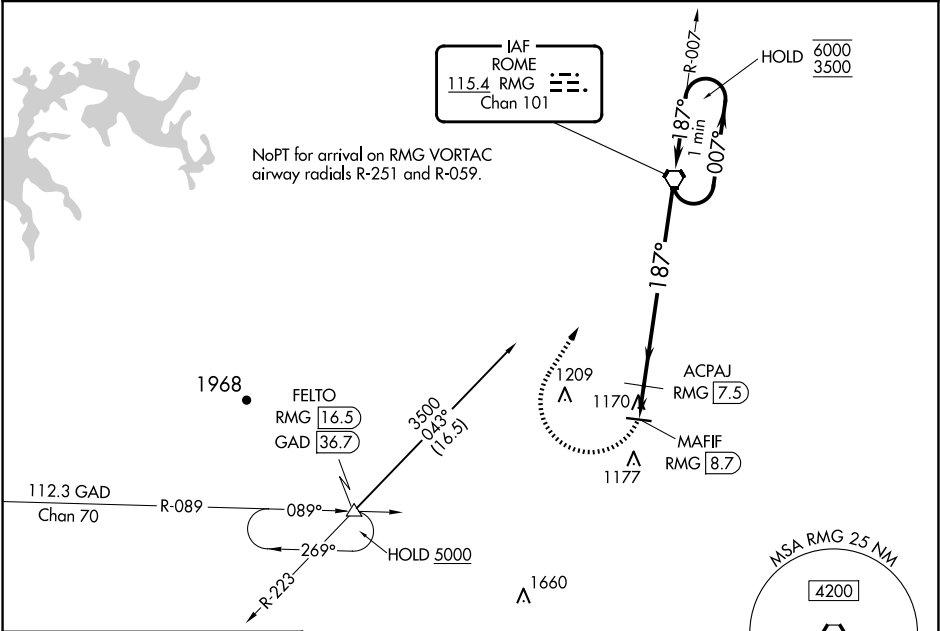 IAF
ROME
115.4 RMG
Chan 101
R-007
HOLD 6000
3500
187°
1 min
007°
NoPT for arrival on RMG VORTAC
airway radials R-251 and R-059.
187°
1968
FELTO
RMG 16.5
GAD 36.7
3500
043°
(16.5)
1209
1170
ACPAJ
RMG 7.5
MAFIF
RMG 8.7
1177
112.3 GAD
Chan 70
R-089
089°
269°
HOLD 5000
R-223
1660
MSA RMG 25 NM
4200